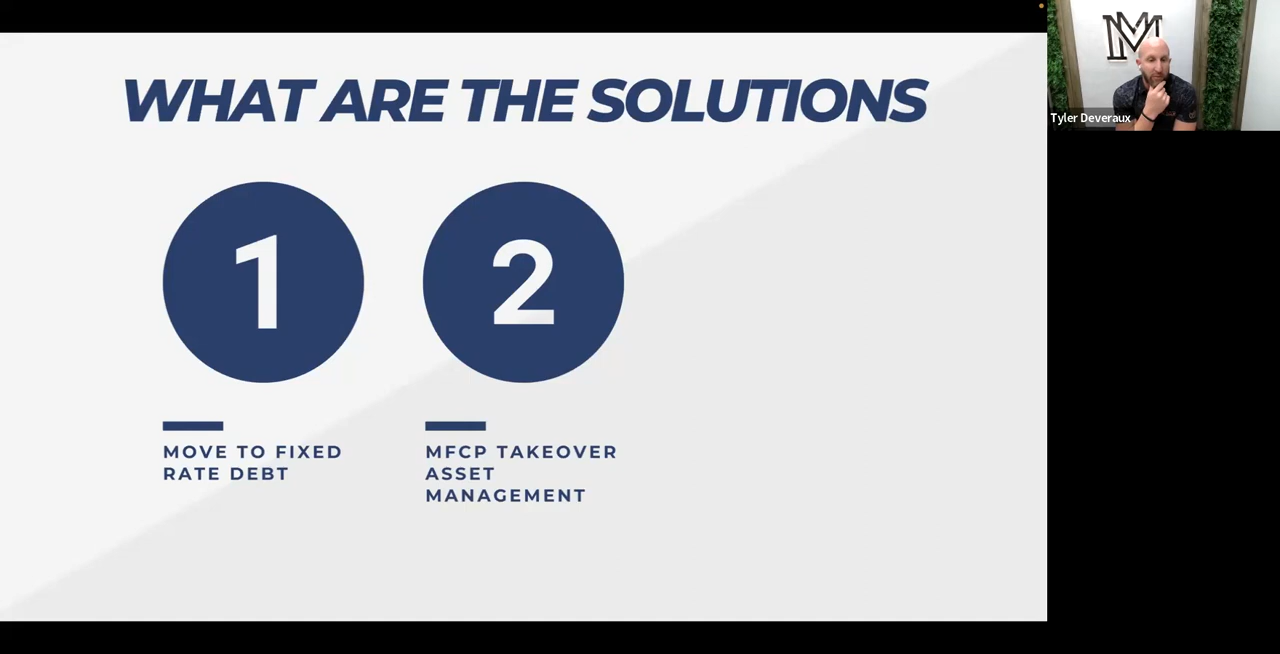 WHAT ARE THE SOLUTIONS
1
2
MOVE TO FIXED
RATE DEBT
MFCP TAKEOVER
ASSET
MANAGEMENT
Tyler Deveraux